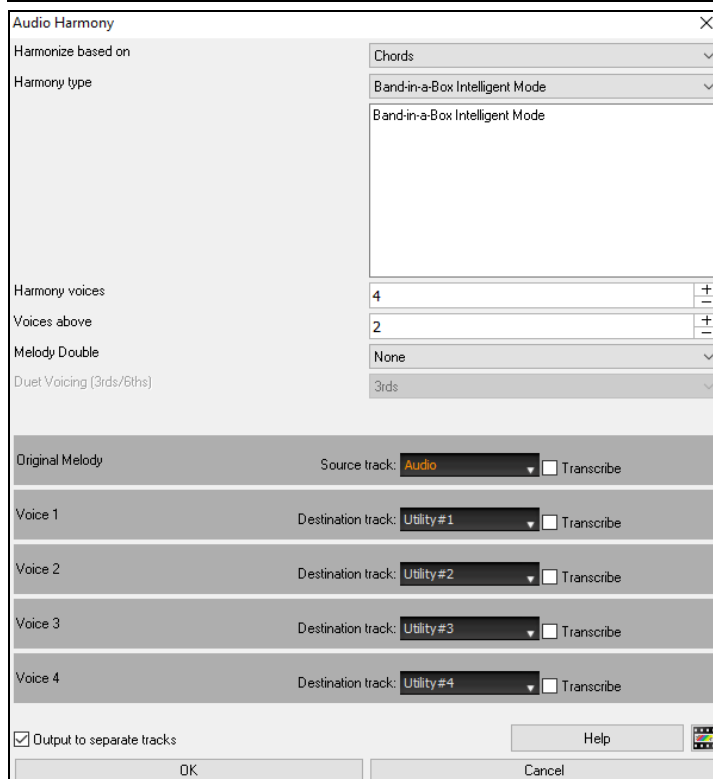 Audio Harmony
Harmonize based on Chords
Harmony type Band-in-a-Box Intelligent Mode
Band-in-a-Box Intelligent Mode
Harmony voices 4
Voices above 2
Melody Double None
Duet Voicing (3rds/6ths) 3rds
Original Melody Source track: Audio Transcribe
Voice 1 Destination track: Utility#1 Transcribe
Voice 2 Destination track: Utility#2 Transcribe
Voice 3 Destination track: Utility#3 Transcribe
Voice 4 Destination track: Utility#4 Transcribe
Output to separate tracks Help
OK Cancel